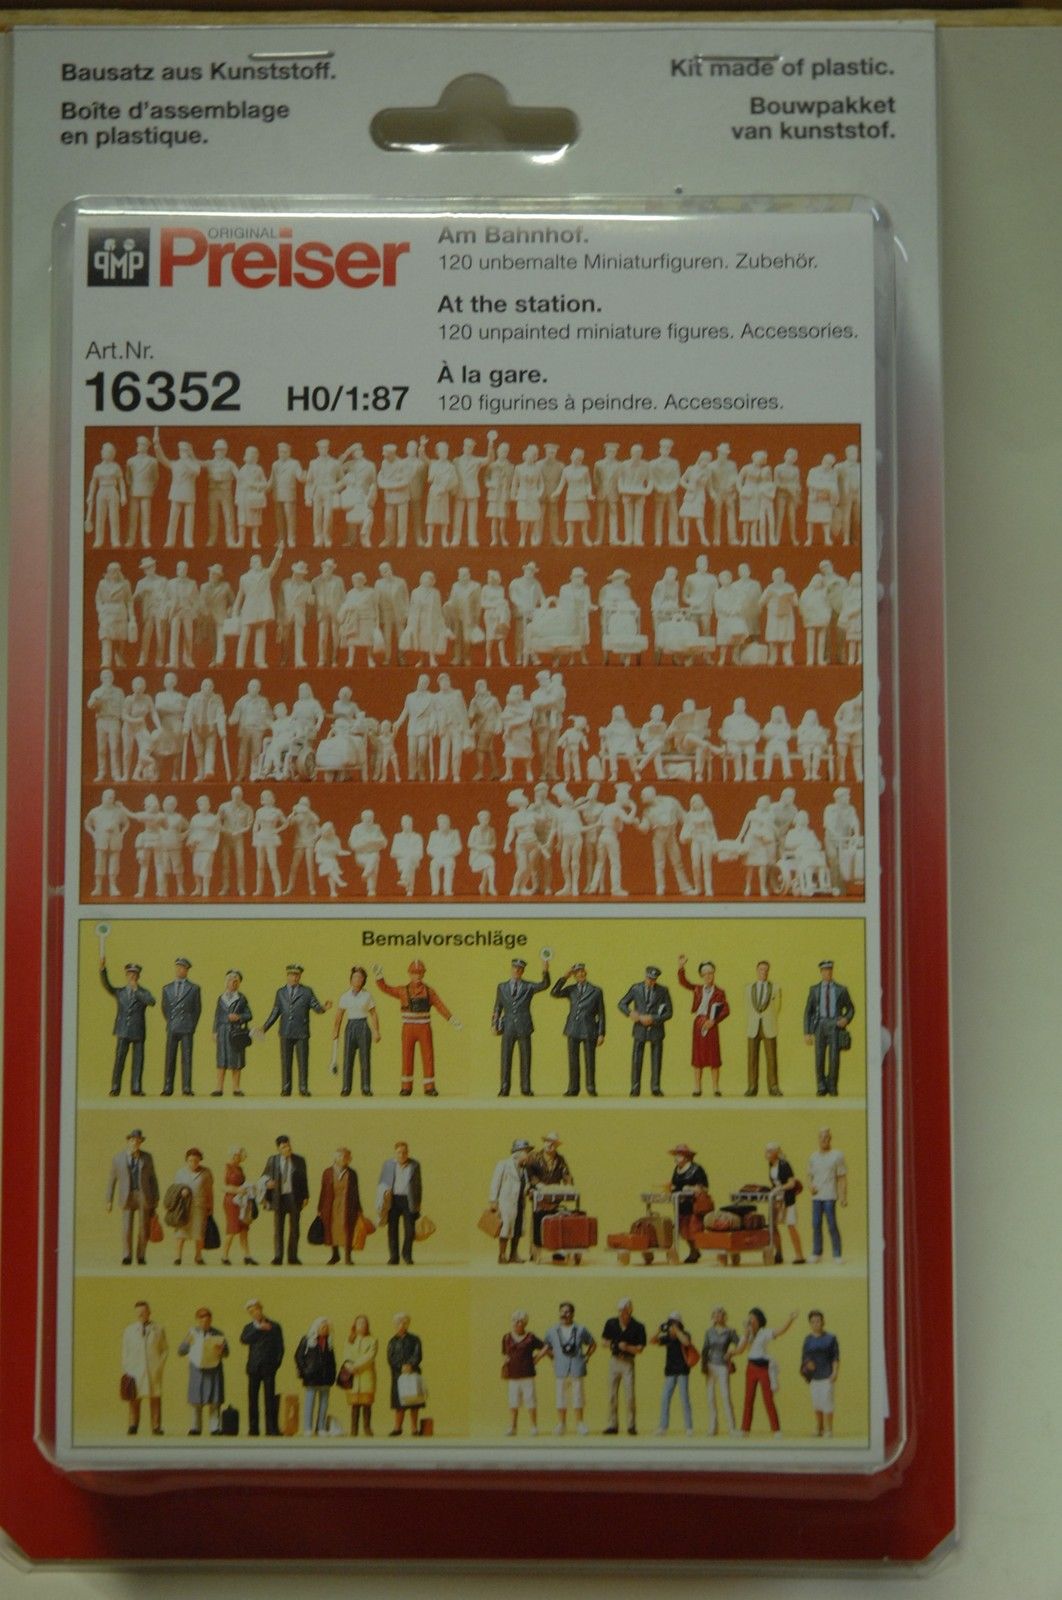 Bausatz aus Kunststoff.
Boîte d'assemblage
en plastique.
Kit made of plastic.
Bouwpakket
van kunststof.
PMP
ORIGINAL
Preiser
Art.Nr.
16352 H0/1:87
Am Bahnhof.
120 unbemalte Miniaturfiguren. Zubehör.
At the station.
120 unpainted miniature figures. Accessories.
À la gare.
120 figurines à peindre. Accessoires.
Bemalvorschläge